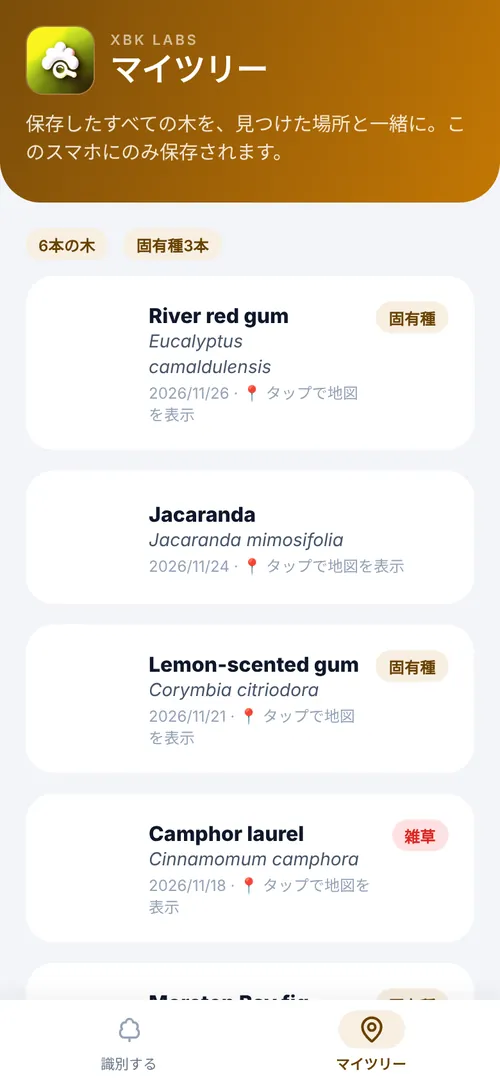 XBK LABS
マイツリー
保存したすべての木を、見つけた場所と一緒に。こ
のスマホにのみ保存されます。
6本の木
固有種3本
River red gum
固有種
Eucalyptus
camaldulensis
2026/11/26 · 📍 タップで地図
を表示
Jacaranda
Jacaranda mimosifolia
2026/11/24 · 📍 タップで地図を表示
Lemon-scented gum
固有種
Corymbia citriodora
2026/11/21 · 📍 タップで地図
を表示
Camphor laurel
雑草
Cinnamomum camphora
2026/11/18 · 📍 タップで地図を
表示
Moreton Bay fig
固有種
識別する
マイツリー